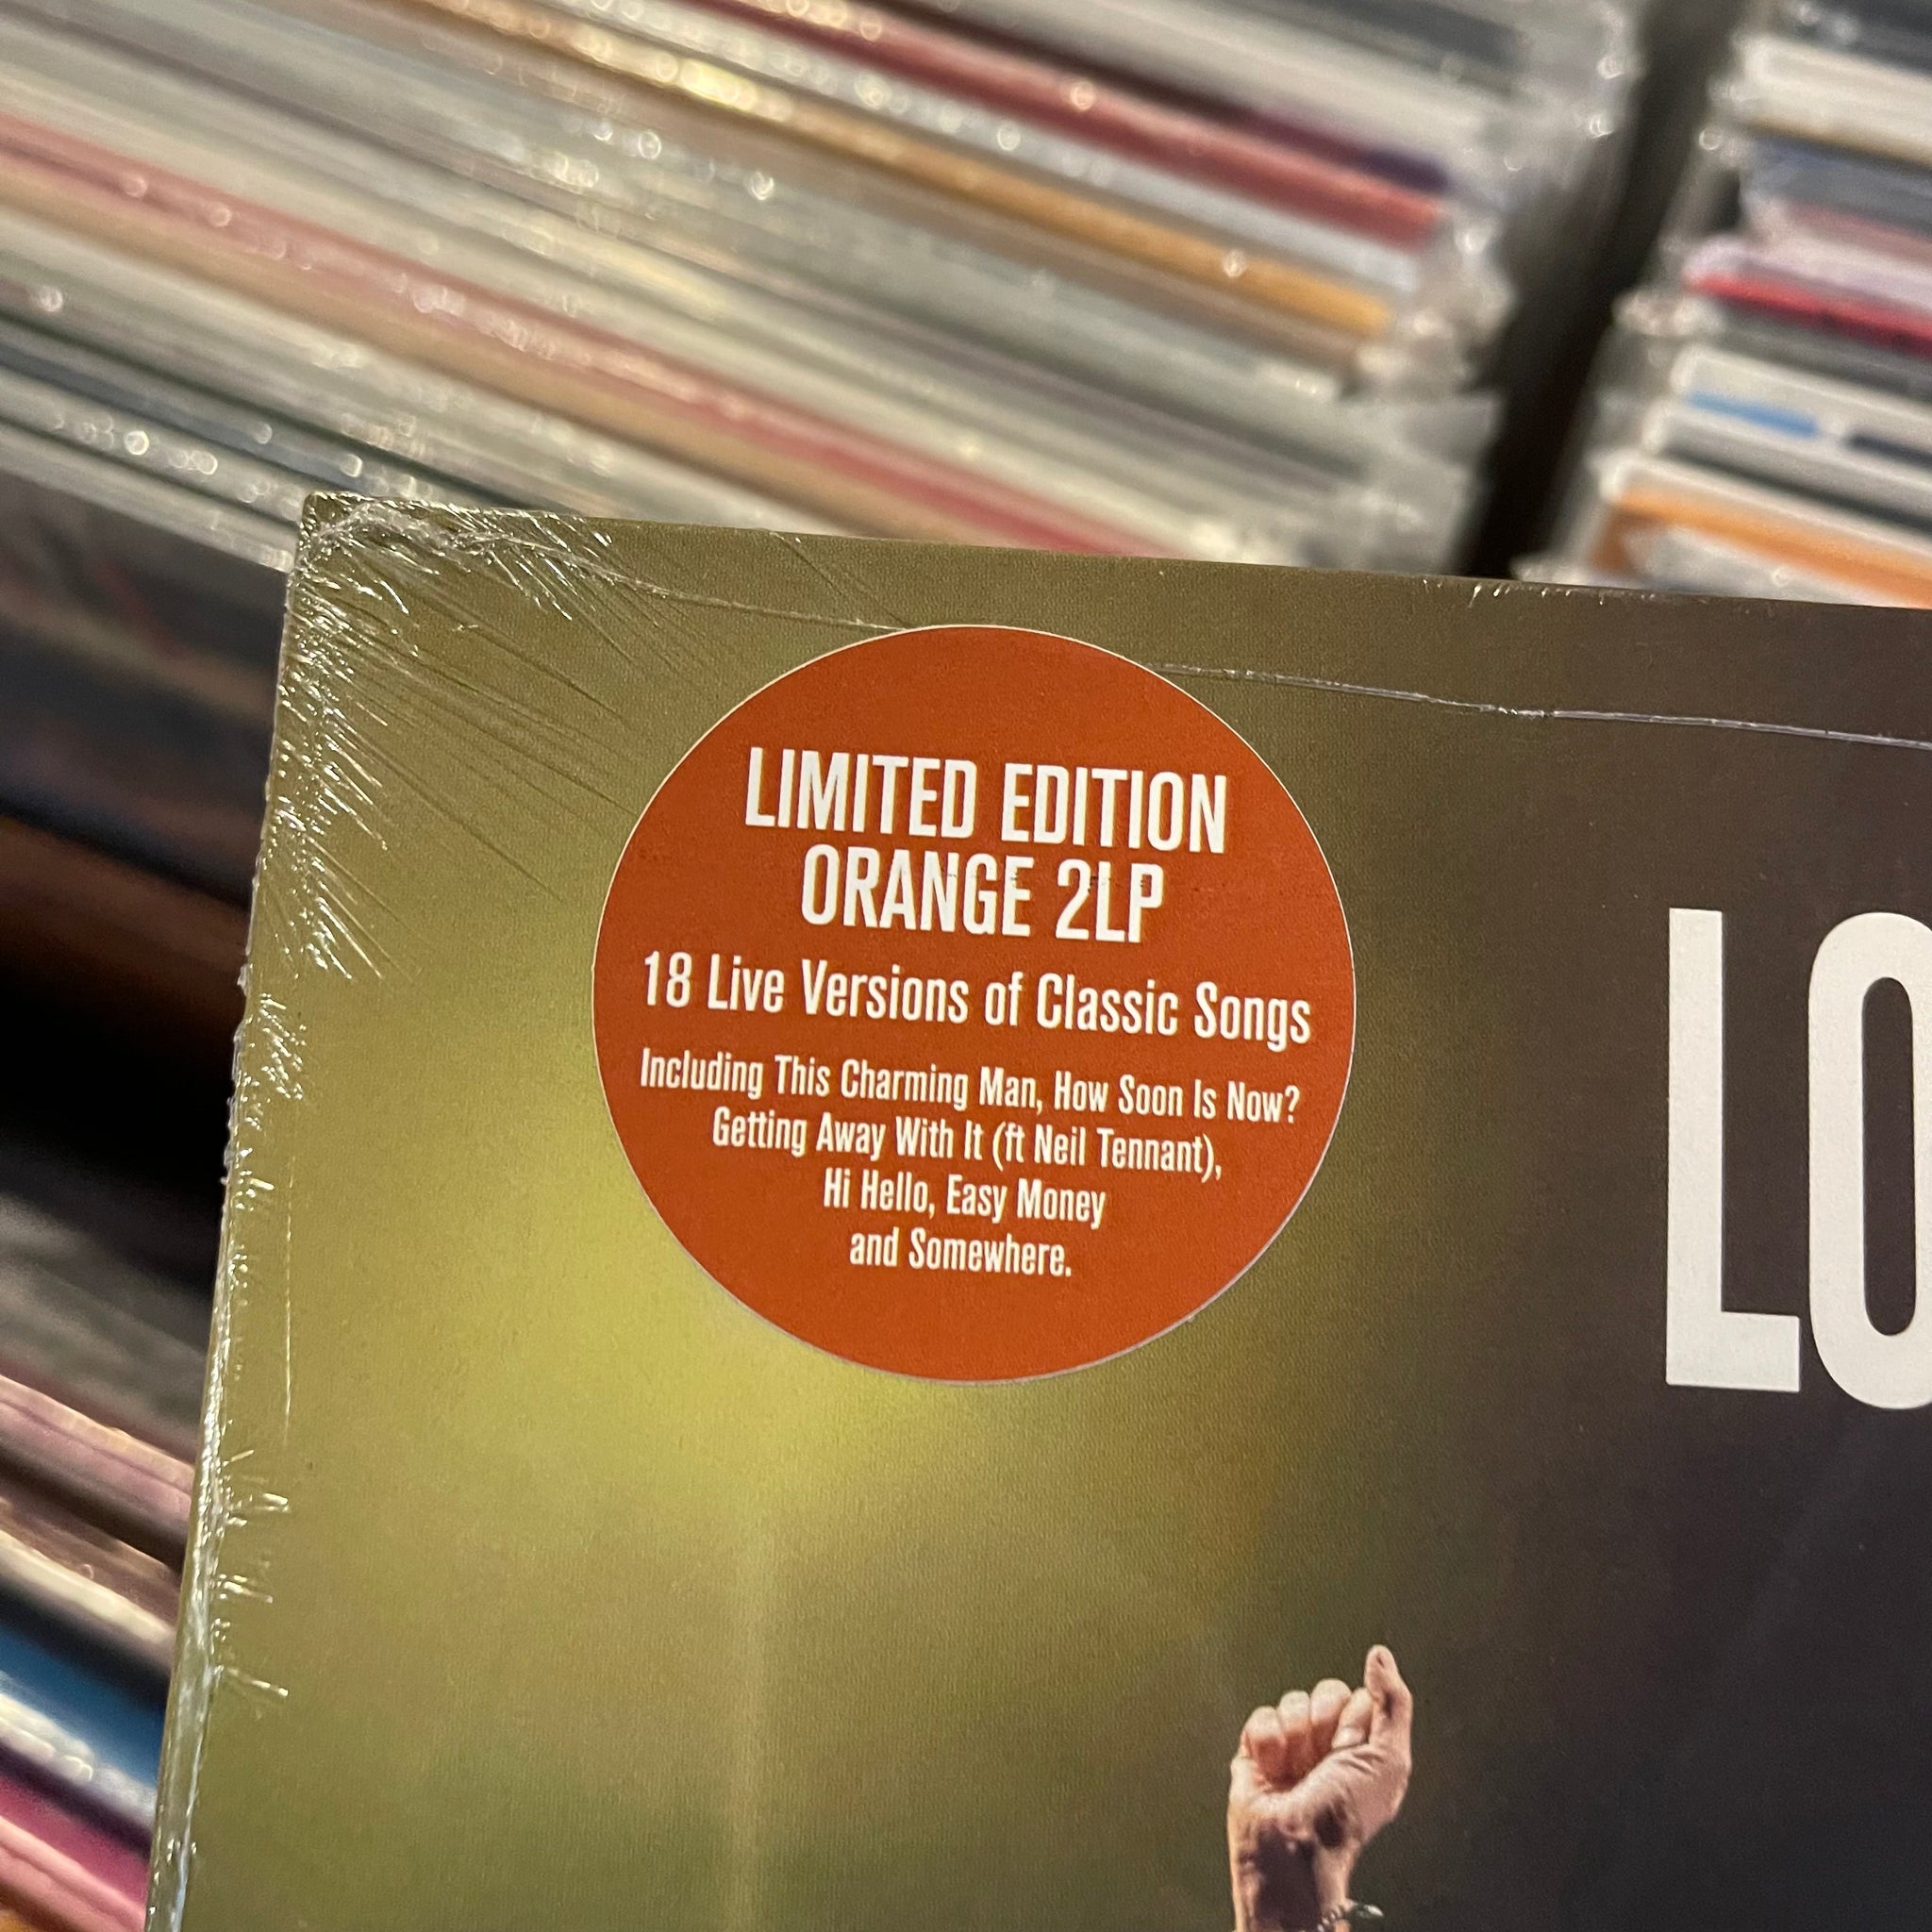 LIMITED EDITION
ORANGE 2LP
18 Live Versions of Classic Songs
Including This Charming Man, How Soon Is Now?
Getting Away With It (ft Neil Tennant),
Hi Hello, Easy Money
and Somewhere.
LO